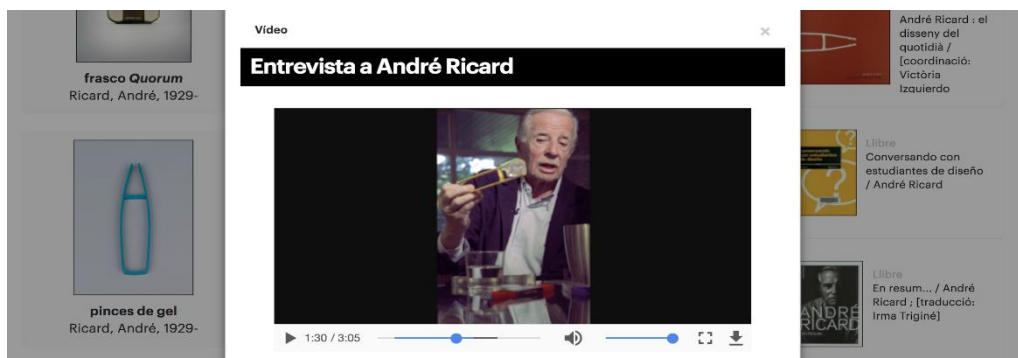 frasco Quorum
Ricard, André, 1929-
pinces de gel
Ricard, André, 1929-
Vídeo
×
Entrevista a André Ricard
1:30 / 3:05
André Ricard : el
disseny del
quotidià /
[coordinació:
Victòria
Izquierdo
Llibre
Conversando con
estudiantes de diseño
/ André Ricard
Llibre
En resum... / André
Ricard ; [traducció:
Irma Triginé]
ANDRÉ
RICARD